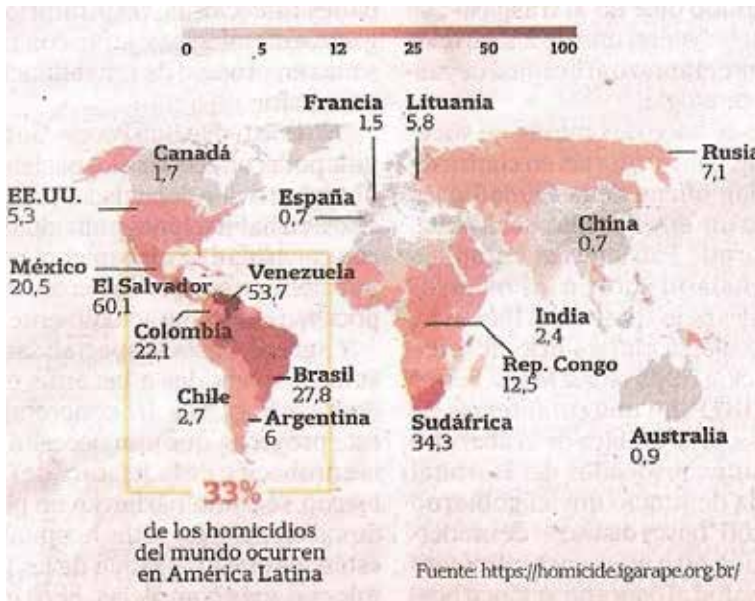 0 5 12 25 50 100
Francia
1,5
Lituania
5,8
Canadá
1,7
Rusia
7,1
EE.UU.
5,3
España
0,7
China
0,7
México
20,5
El Salvador
60,1
Venezuela
53,7
Colombia
22,1
India
2,4
Rep. Congo
12,5
Brasil
27,8
Chile
2,7
Argentina
6
Sudáfrica
34,3
Australia
0,9
33%
de los homicidios
del mundo ocurren
en América Latina
Fuente: https://homicide.igarape.org.br/